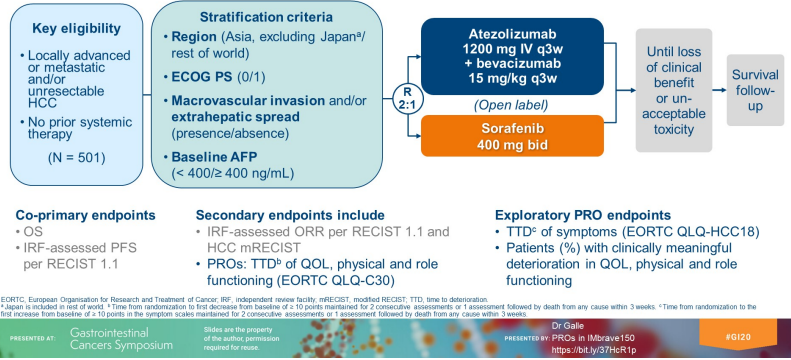 Key eligibility
• Locally advanced
or metastatic
and/or
unresectable
HCC
• No prior systemic
therapy
(N = 501)
Stratification criteria
• Region (Asia, excluding Japanᵃ/
rest of world)
• ECOG PS (0/1)
• Macrovascular invasion and/or
extrahepatic spread
(presence/absence)
• Baseline AFP
(< 400/≥ 400 ng/mL)
R
2:1
Atezolizumab
1200 mg IV q3w
+ bevacizumab
15 mg/kg q3w
(Open label)
Sorafenib
400 mg bid
Until loss
of clinical
benefit
or un-
acceptable
toxicity
Survival
follow-
up
Co-primary endpoints
• OS
• IRF-assessed PFS
per RECIST 1.1
Secondary endpoints include
• IRF-assessed ORR per RECIST 1.1 and
HCC mRECIST
• PROs: TTDᵇ of QOL, physical and role
functioning (EORTC QLQ-C30)
Exploratory PRO endpoints
• TTDᶜ of symptoms (EORTC QLQ-HCC18)
• Patients (%) with clinically meaningful
deterioration in QOL, physical and role
functioning
EORTC, European Organisation for Research and Treatment of Cancer; IRF, independent review facility; mRECIST, modified RECIST; TTD, time to deterioration.
ᵃ Japan is included in rest of world. ᵇ Time from randomization to first decrease from baseline of ≥ 10 points maintained for 2 consecutive assessments or 1 assessment followed by death from any cause within 3 weeks. ᶜ Time from randomization to the
first increase from baseline of ≥ 10 points in the symptom scales maintained for 2 consecutive assessments or 1 assessment followed by death from any cause within 3 weeks.
PRESENTED AT:
Gastrointestinal
Cancers Symposium
Slides are the property
of the author, permission
required for reuse.
Dr Galle
PRESENTED BY: PROs in IMbrave150
https://bit.ly/37HcR1p
#GI20